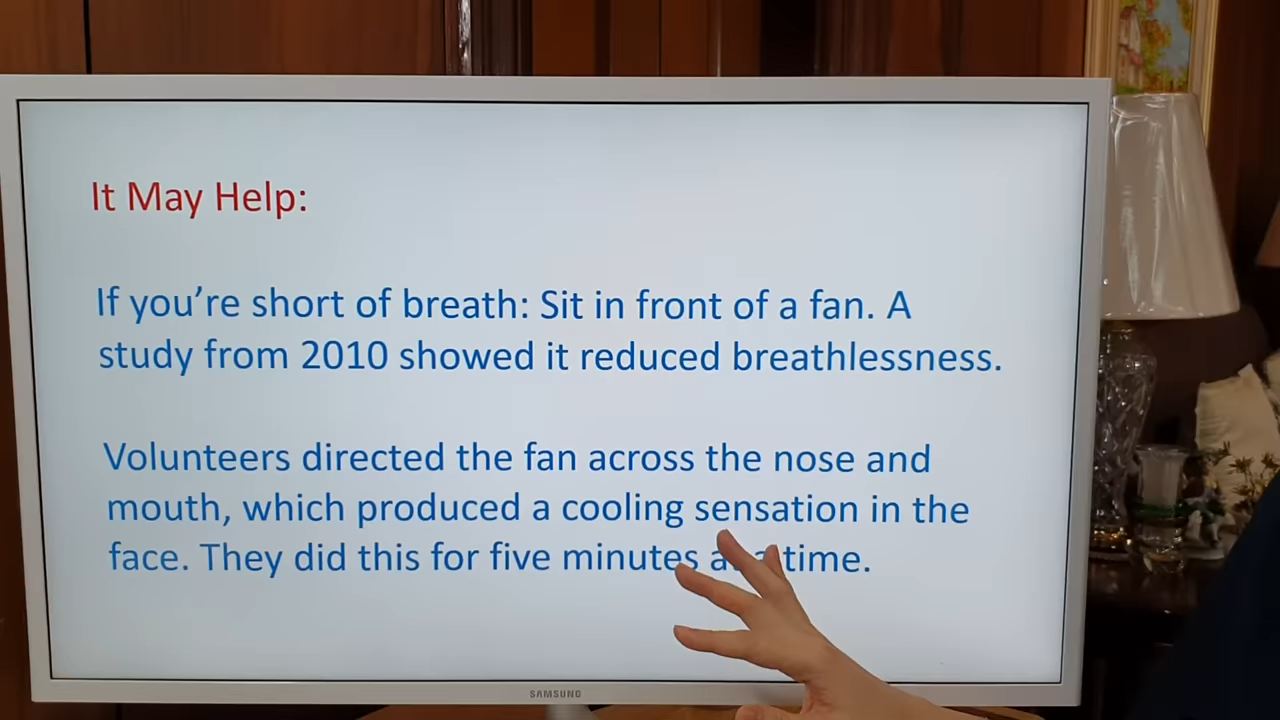 It May Help:
If you're short of breath: Sit in front of a fan. A
study from 2010 showed it reduced breathlessness.
Volunteers directed the fan across the nose and
mouth, which produced a cooling sensation in the
face. They did this for five minutes at a time.
SAMSUNG